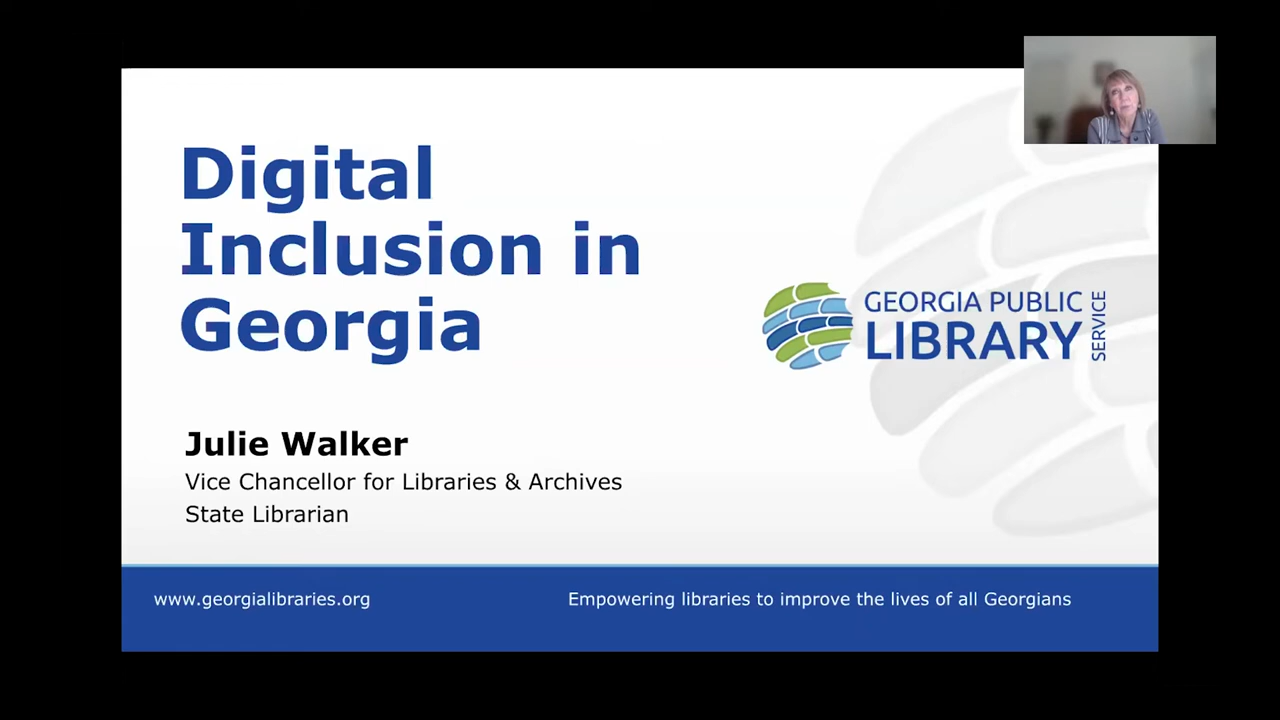 Digital
Inclusion in
Georgia
GEORGIA PUBLIC
LIBRARY
SERVICE
Julie Walker
Vice Chancellor for Libraries & Archives
State Librarian
www.georgialibraries.org
Empowering libraries to improve the lives of all Georgians